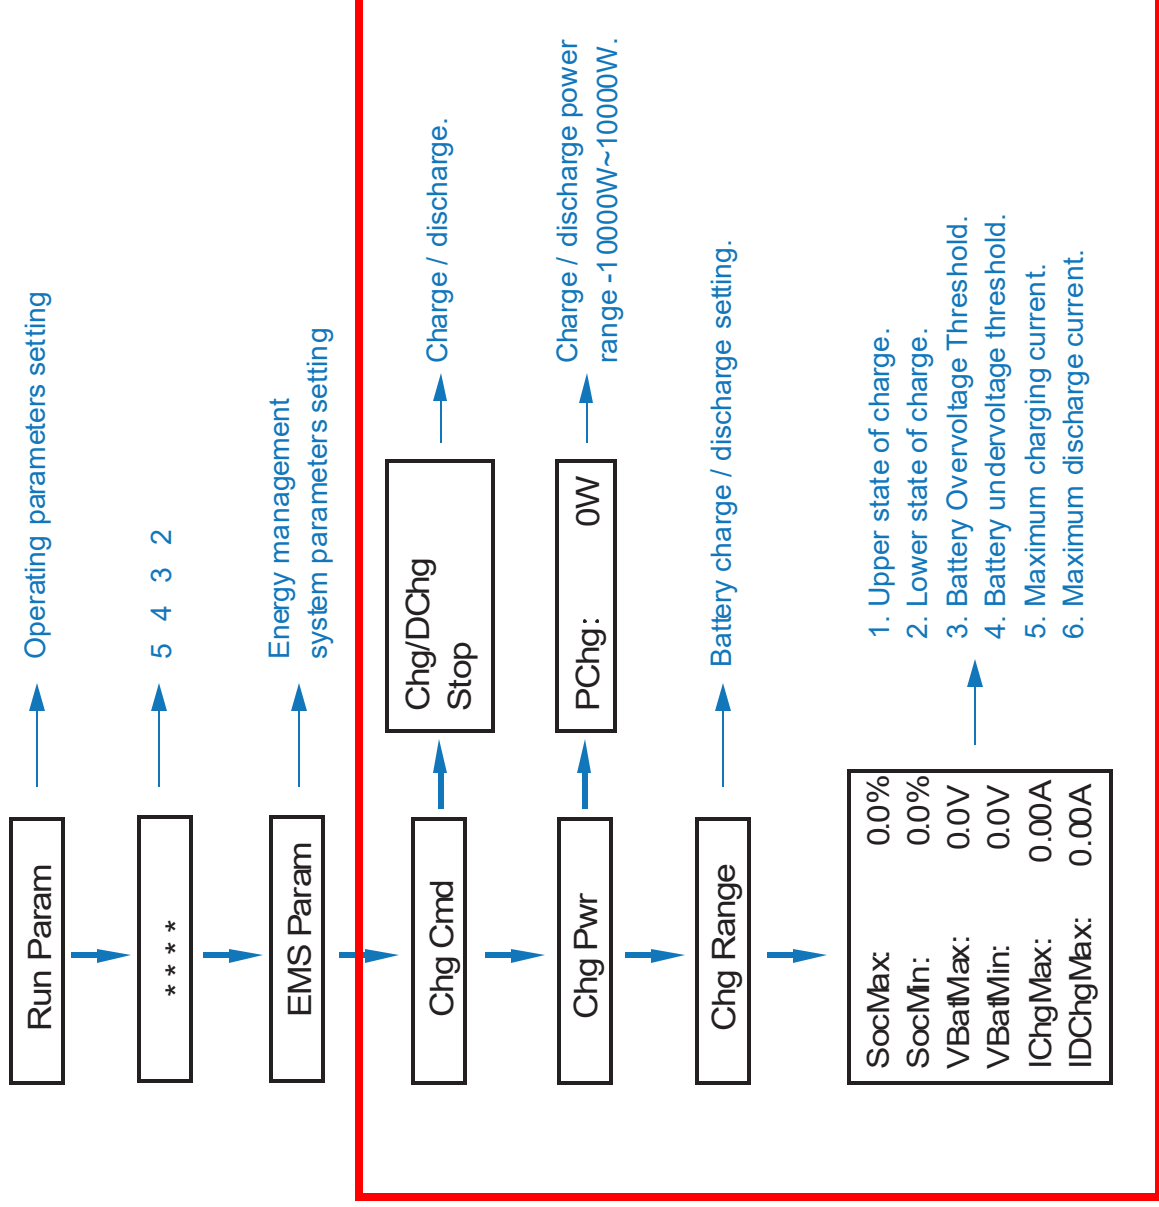 Run Param
Operating parameters setting
* * * *
5 4 3 2
EMS Param
Energy management
system parameters setting
Chg Cmd
Chg/DChg
Stop
Charge / discharge.
Chg Pwr
PChg: 0W
Charge / discharge power
range -10000W~10000W.
Chg Range
Battery charge / discharge setting.
SocMax: 0.0%
SocMin: 0.0%
VBatMax: 0.0V
VBatMin: 0.0V
IChgMax: 0.00A
IDChgMax: 0.00A
1. Upper state of charge.
2. Lower state of charge.
3. Battery Overvoltage Threshold.
4. Battery undervoltage threshold.
5. Maximum charging current.
6. Maximum discharge current.